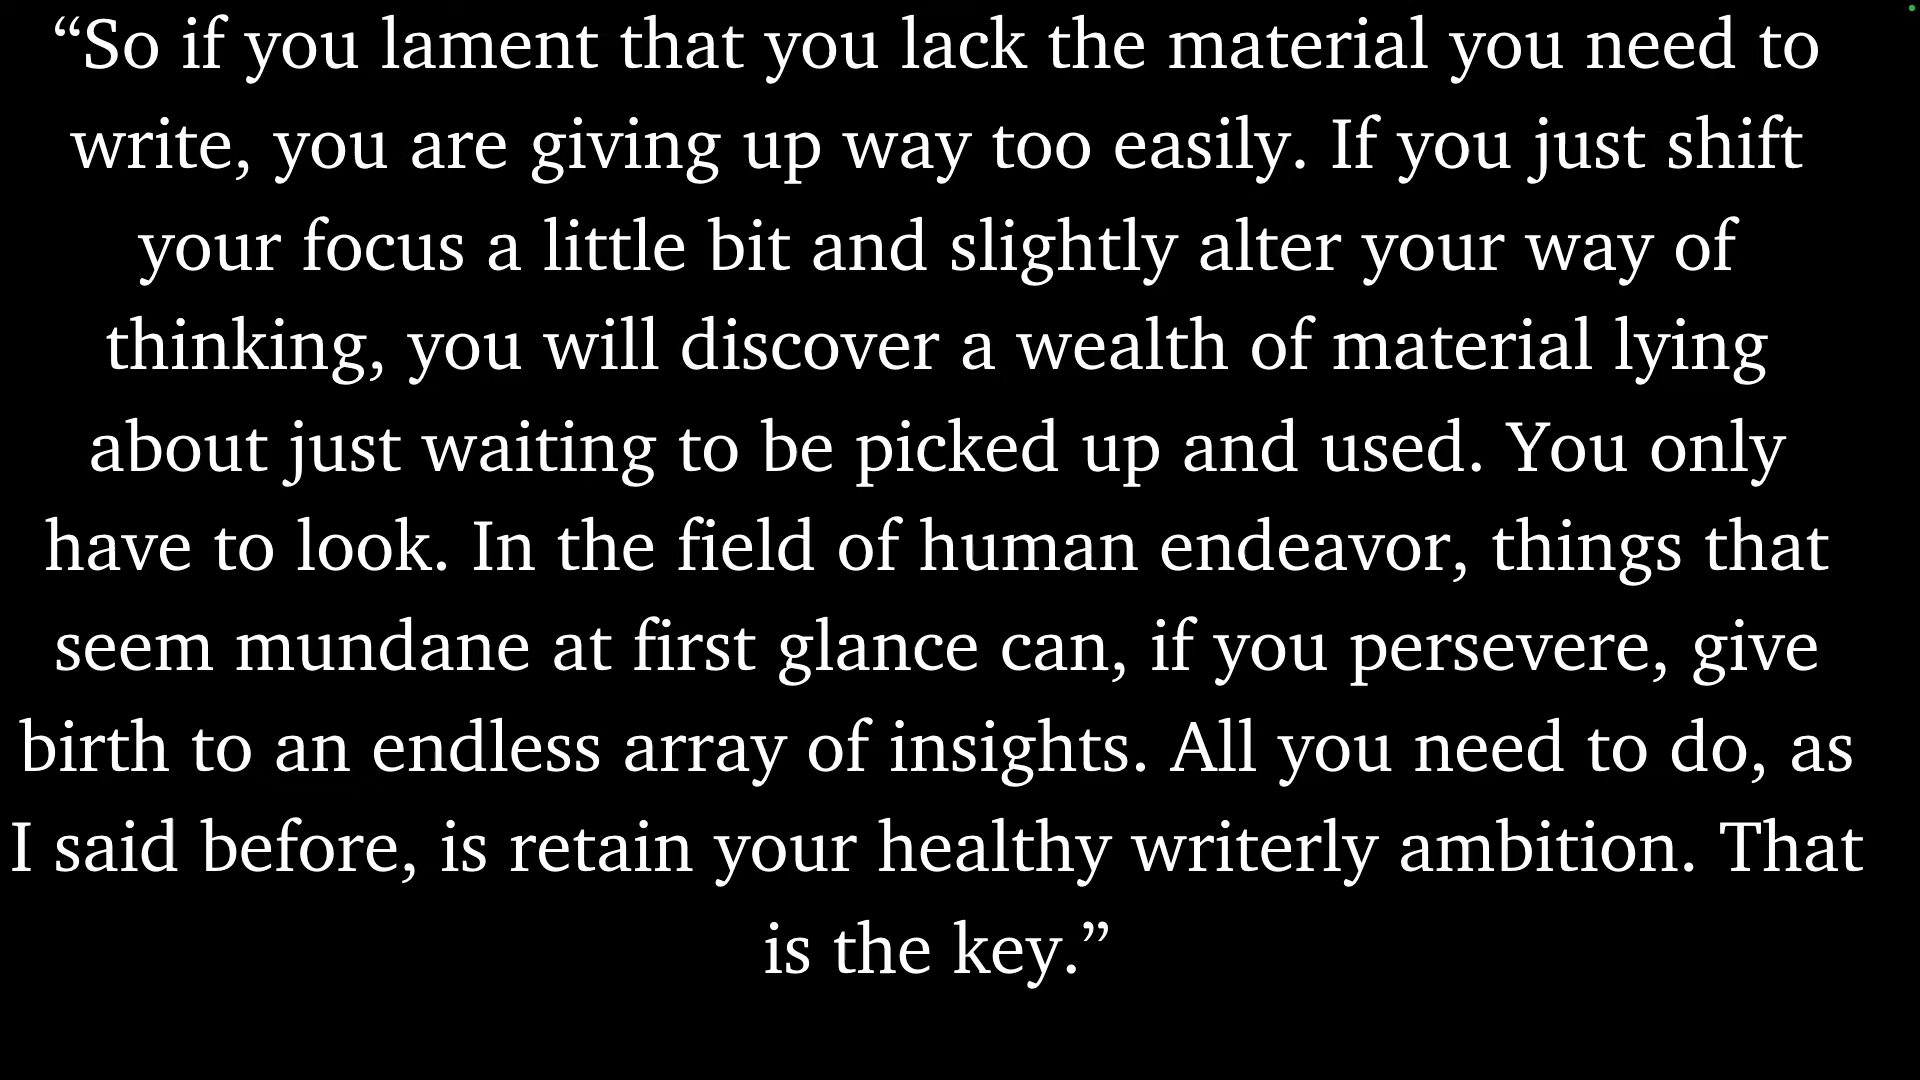 “So if you lament that you lack the material you need to
write, you are giving up way too easily. If you just shift
your focus a little bit and slightly alter your way of
thinking, you will discover a wealth of material lying
about just waiting to be picked up and used. You only
have to look. In the field of human endeavor, things that
seem mundane at first glance can, if you persevere, give
birth to an endless array of insights. All you need to do, as
I said before, is retain your healthy writerly ambition. That
is the key.”